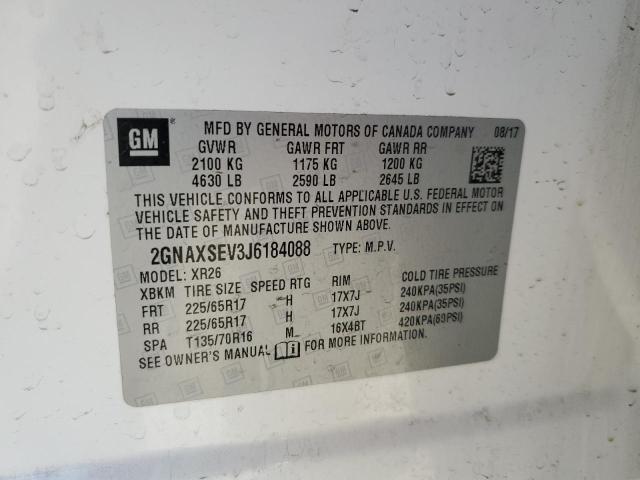 GM
MFD BY GENERAL MOTORS OF CANADA COMPANY 08/17
GVWR GAWR FRT GAWR RR
2100 KG 1175 KG 1200 KG
4630 LB 2590 LB 2645 LB
THIS VEHICLE CONFORMS TO ALL APPLICABLE U.S. FEDERAL MOTOR
VEHICLE SAFETY AND THEFT PREVENTION STANDARDS IN EFFECT ON
THE DATE OF MANUFACTURE SHOWN ABOVE.
2GNAXSEV3J6184088 TYPE: M.P.V.
MODEL: XR26
XBKM TIRE SIZE SPEED RTG RIM COLD TIRE PRESSURE
FRT 225/65R17 H 17X7J 240KPA(35PSI)
RR 225/65R17 H 17X7J 240KPA(35PSI)
SPA T135/70R16 M 16X4BT 420KPA(60PSI)
SEE OWNER'S MANUAL i FOR MORE INFORMATION.